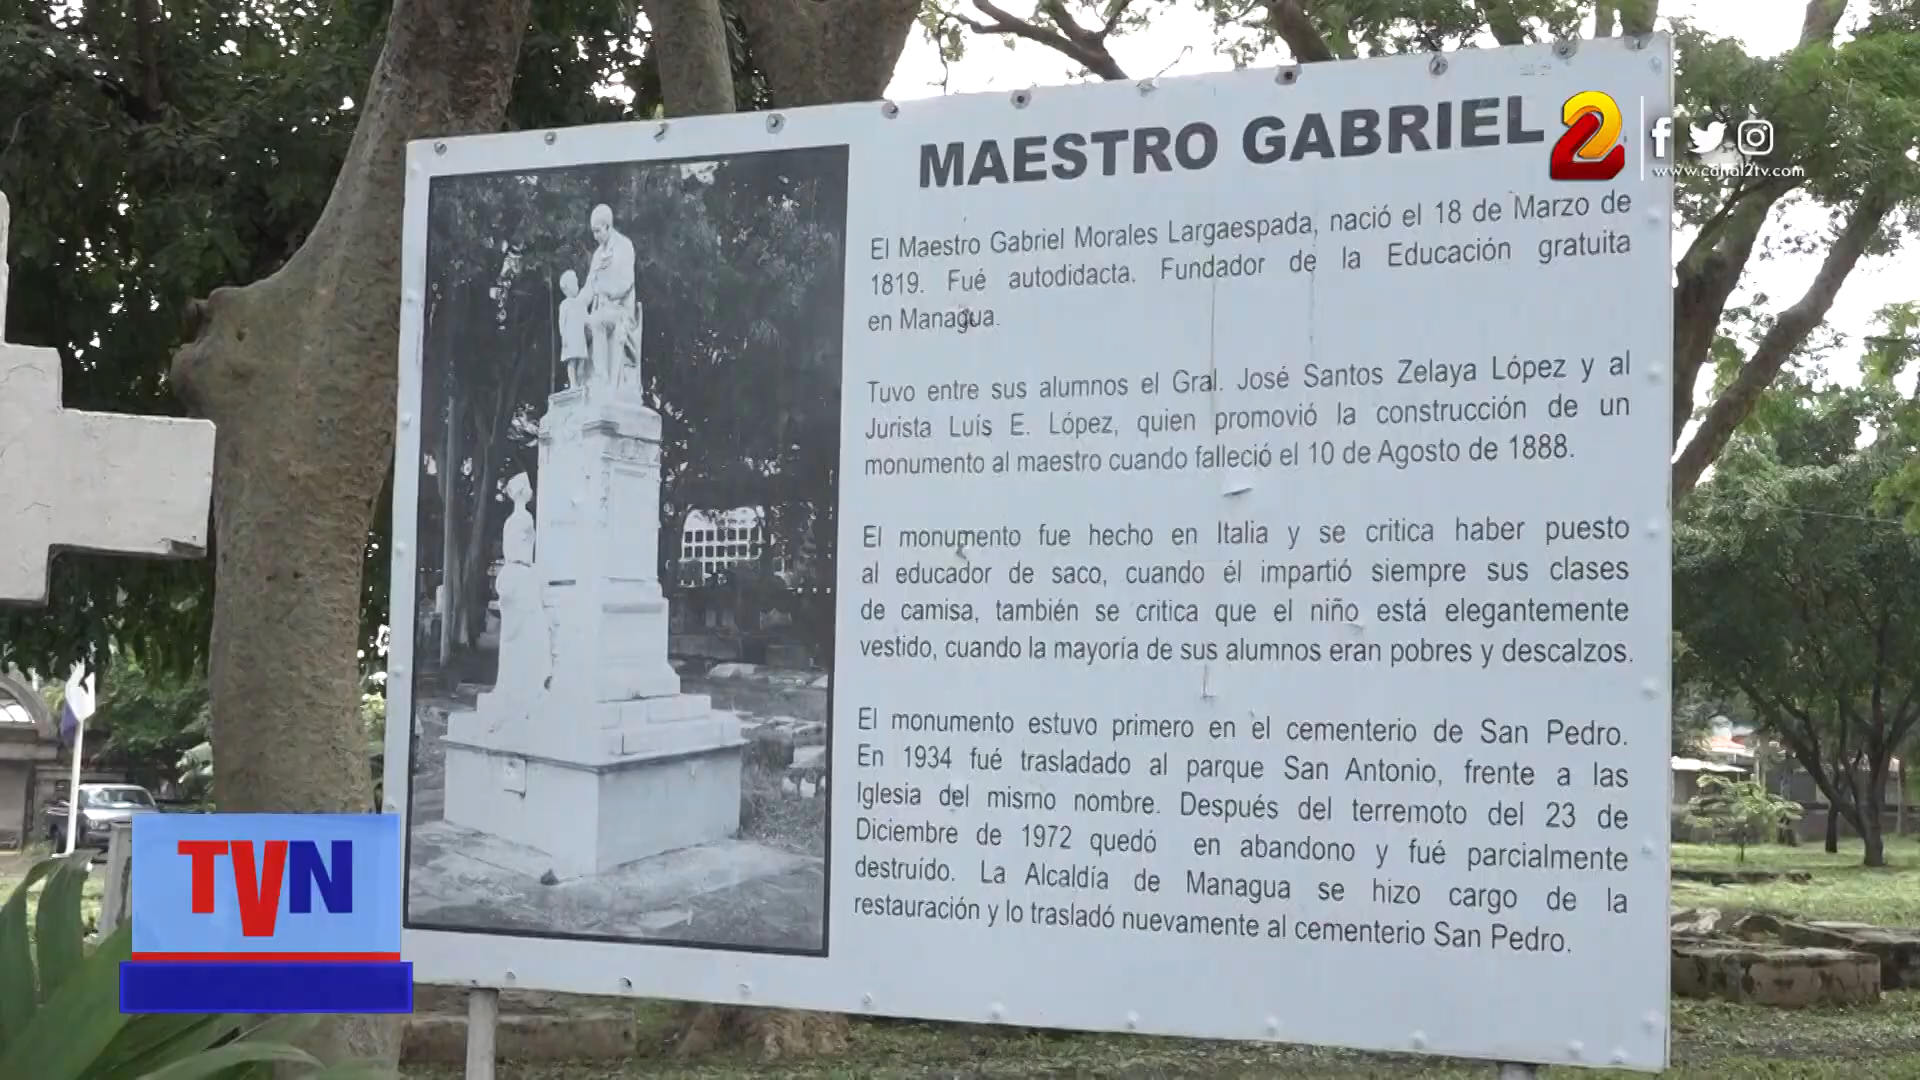 MAESTRO GABRIEL
2
www.canal2tv.com
El Maestro Gabriel Morales Largaespada, nació el 18 de Marzo de
1819. Fué autodidacta. Fundador de la Educación gratuita
en Managua.
Tuvo entre sus alumnos el Gral. José Santos Zelaya López y al
Jurista Luís E. López, quien promovió la construcción de un
monumento al maestro cuando falleció el 10 de Agosto de 1888.
El monumento fue hecho en Italia y se critica haber puesto
al educador de saco, cuando él impartió siempre sus clases
de camisa, también se critica que el niño está elegantemente
vestido, cuando la mayoría de sus alumnos eran pobres y descalzos.
El monumento estuvo primero en el cementerio de San Pedro.
En 1934 fué trasladado al parque San Antonio, frente a las
Iglesia del mismo nombre. Después del terremoto del 23 de
Diciembre de 1972 quedó en abandono y fué parcialmente
destruído. La Alcaldía de Managua se hizo cargo de la
restauración y lo trasladó nuevamente al cementerio San Pedro.
TVN